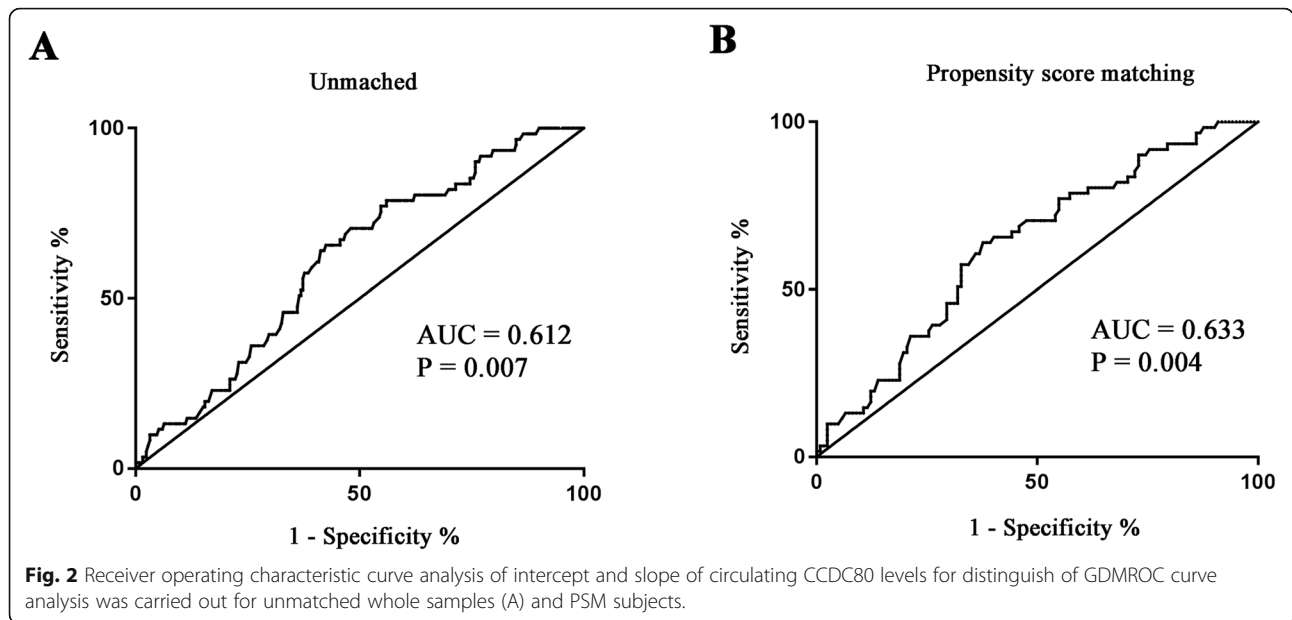 A
Unmached
100
50
0
Sensitivity %
AUC = 0.612
P = 0.007
0 50 100
1 - Specificity %
B
Propensity score matching
100
50
0
Sensitivity %
AUC = 0.633
P = 0.004
0 50 100
1 - Specificity %
Fig. 2 Receiver operating characteristic curve analysis of intercept and slope of circulating CCDC80 levels for distinguish of GDMROC curve
analysis was carried out for unmatched whole samples (A) and PSM subjects.